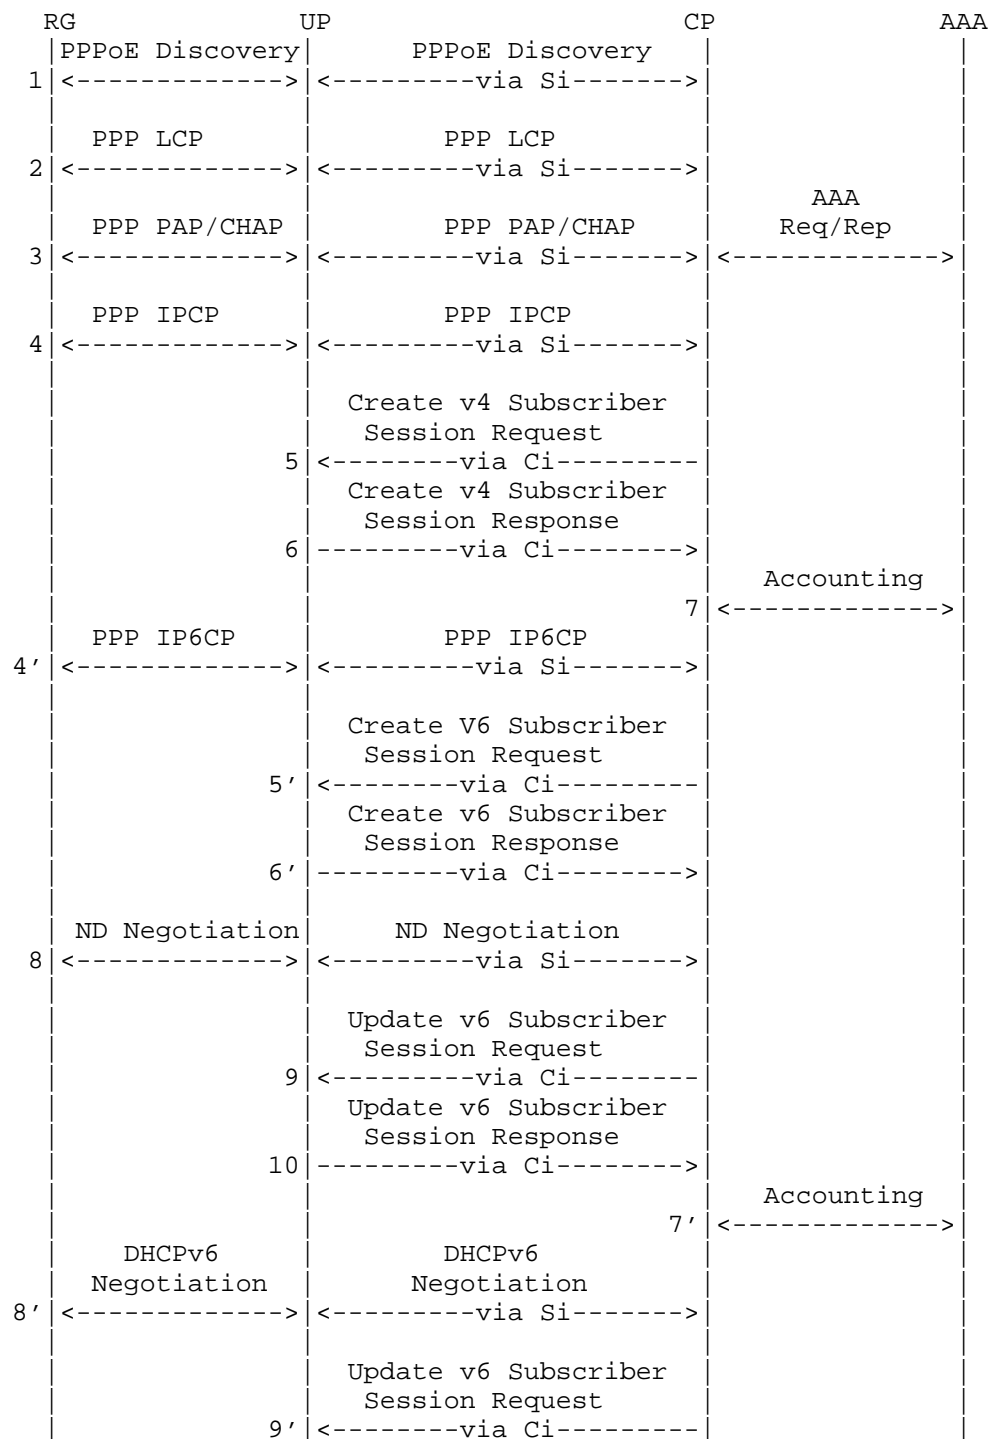 RG                UP                         CP                AAA
  |PPPoE Discovery|       PPPoE Discovery    |                 |
 1|<------------->|<---------via Si------->|                 |
  |               |                        |                 |
  |  PPP LCP      |        PPP LCP         |                 |
 2|<------------->|<---------via Si------->|                 |
  |               |                        |      AAA        |
  |  PPP PAP/CHAP |        PPP PAP/CHAP    |    Req/Rep      |
 3|<------------->|<---------via Si------->|<------------->|
  |               |                        |               |
  |  PPP IPCP     |        PPP IPCP        |               |
 4|<------------->|<---------via Si------->|               |
  |               |                        |               |
  |               |  Create v4 Subscriber  |               |
  |               |   Session Request      |               |
  |              5|<--------via Ci---------|               |
  |               |  Create v4 Subscriber  |               |
  |               |   Session Response     |               |
  |              6|---------via Ci-------->|               |
  |               |                        |   Accounting  |
  |               |                       7|<------------->|
  |  PPP IP6CP    |        PPP IP6CP       |               |
4'|<------------->|<---------via Si------->|               |
  |               |                        |               |
  |               |  Create V6 Subscriber  |               |
  |               |   Session Request      |               |
  |             5'|<--------via Ci---------|               |
  |               |  Create v6 Subscriber  |               |
  |               |   Session Response     |               |
  |             6'|---------via Ci-------->|               |
  |               |                        |               |
  | ND Negotiation|     ND Negotiation     |               |
 8|<------------->|<---------via Si------->|               |
  |               |                        |               |
  |               |  Update v6 Subscriber  |               |
  |               |   Session Request      |               |
  |              9|<---------via Ci--------|               |
  |               |  Update v6 Subscriber  |               |
  |               |   Session Response     |               |
  |             10|---------via Ci-------->|               |
  |               |                        |   Accounting  |
  |               |                      7'|<------------->|
  |    DHCPv6     |        DHCPv6          |               |
  |  Negotiation  |      Negotiation       |               |
8'|<------------->|<---------via Si------->|               |
  |               |                        |               |
  |               |  Update v6 Subscriber  |               |
  |               |   Session Request      |               |
  |             9'|<--------via Ci---------|               |